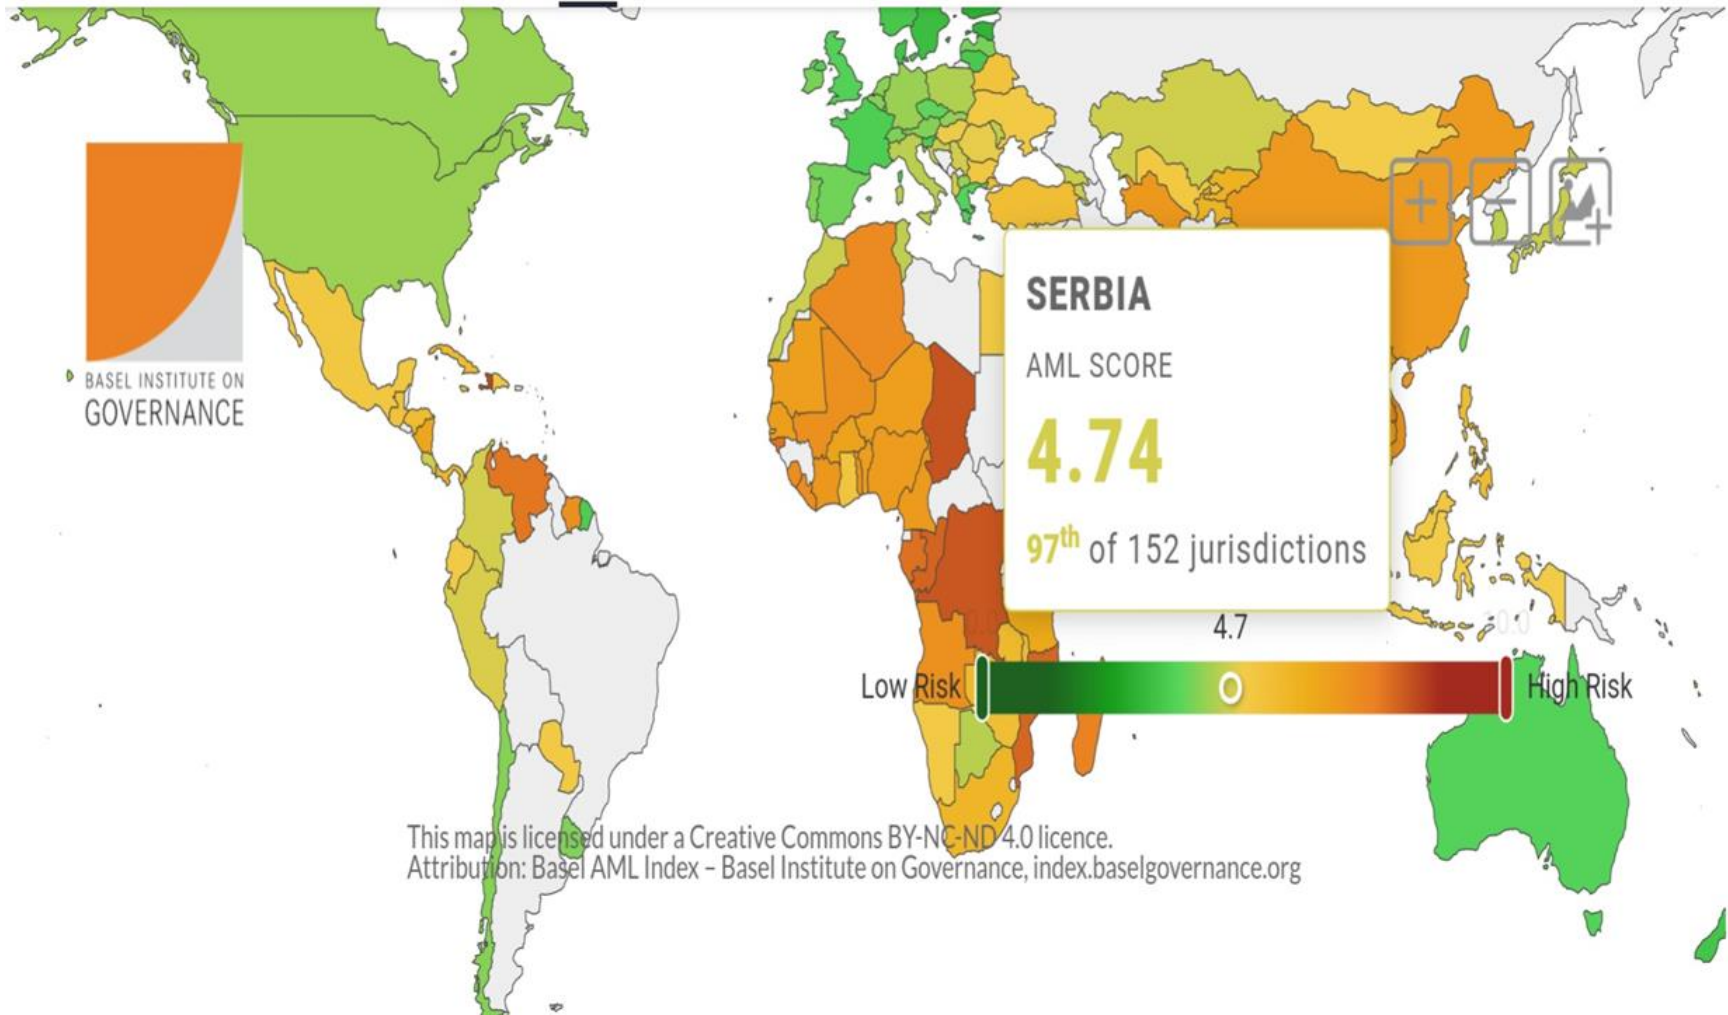 BASEL INSTITUTE ON
GOVERNANCE
SERBIA
AML SCORE
4.74
97th of 152 jurisdictions
4.7
Low Risk
High Risk
This map is licensed under a Creative Commons BY-NC-ND 4.0 licence.
Attribution: Basel AML Index – Basel Institute on Governance, index.baselgovernance.org